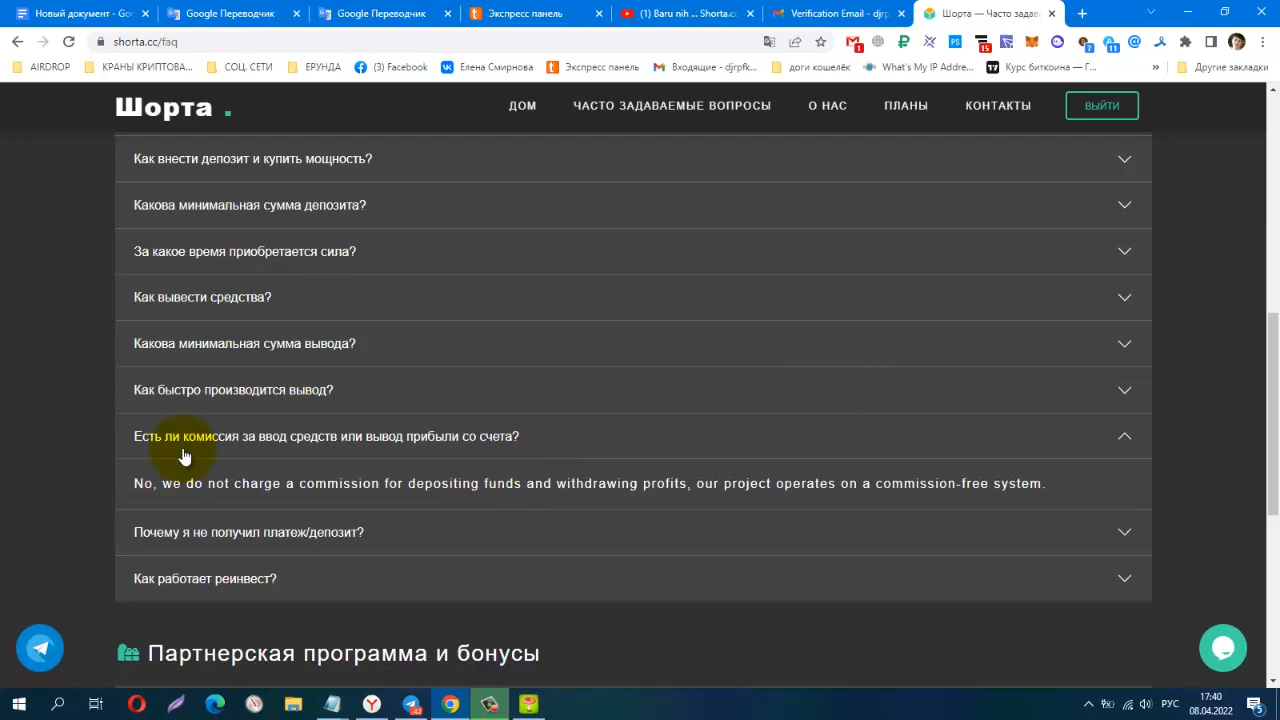 Новый документ - Goo
Google Переводчик
Google Переводчик
Экспресс панель
(1) Baru nih ... Shorta.cc
Verification Email - djrp
Шорта — Часто задав
shorta.cc/faq
1
15
7
11
AIRDROP
КРАНЫ КРИПТОВА...
СОЦ. СЕТИ
ЕРУНДА
(3) Facebook
Елена Смирнова
Экспресс панель
Входящие - djrpfk...
доги кошелёк
What's My IP Addre...
Курс биткоина — Г...
»
Другие закладки
Шорта .
ДОМ
ЧАСТО ЗАДАВАЕМЫЕ ВОПРОСЫ
О НАС
ПЛАНЫ
КОНТАКТЫ
ВЫЙТИ
Как внести депозит и купить мощность?
Какова минимальная сумма депозита?
За какое время приобретается сила?
Как вывести средства?
Какова минимальная сумма вывода?
Как быстро производится вывод?
Есть ли комиссия за ввод средств или вывод прибыли со счета?
No, we do not charge a commission for depositing funds and withdrawing profits, our project operates on a commission-free system.
Почему я не получил платеж/депозит?
Как работает реинвест?
Партнерская программа и бонусы
РУС
17:40
08.04.2022
5